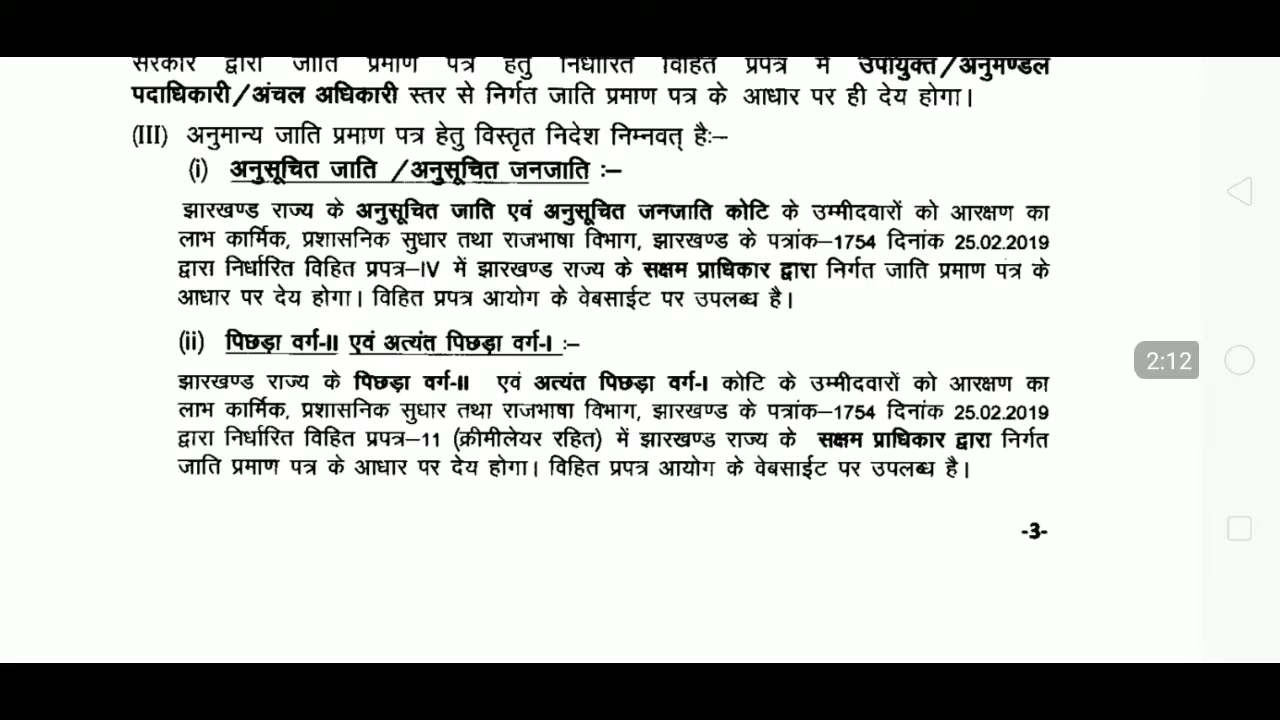 सरकार द्वारा जाति प्रमाण पत्र हेतु निर्धारित विहित प्रपत्र में उपायुक्त/अनुमण्डल
पदाधिकारी/अंचल अधिकारी स्तर से निर्गत जाति प्रमाण पत्र के आधार पर ही देय होगा।
(III) अनुमान्य जाति प्रमाण पत्र हेतु विस्तृत निदेश निम्नवत् हैः–
(i) अनुसूचित जाति /अनुसूचित जनजाति :–
झारखण्ड राज्य के अनुसूचित जाति एवं अनुसूचित जनजाति कोटि के उम्मीदवारों को आरक्षण का
लाभ कार्मिक, प्रशासनिक सुधार तथा राजभाषा विभाग, झारखण्ड के पत्रांक–1754 दिनांक 25.02.2019
द्वारा निर्धारित विहित प्रपत्र–IV में झारखण्ड राज्य के सक्षम प्राधिकार द्वारा निर्गत जाति प्रमाण पत्र के
आधार पर देय होगा। विहित प्रपत्र आयोग के वेबसाईट पर उपलब्ध है।
(ii) पिछड़ा वर्ग-II एवं अत्यंत पिछड़ा वर्ग-I :–
झारखण्ड राज्य के पिछड़ा वर्ग-II एवं अत्यंत पिछड़ा वर्ग-I कोटि के उम्मीदवारों को आरक्षण का
लाभ कार्मिक, प्रशासनिक सुधार तथा राजभाषा विभाग, झारखण्ड के पत्रांक–1754 दिनांक 25.02.2019
द्वारा निर्धारित विहित प्रपत्र–11 (क्रीमीलेयर रहित) में झारखण्ड राज्य के सक्षम प्राधिकार द्वारा निर्गत
जाति प्रमाण पत्र के आधार पर देय होगा। विहित प्रपत्र आयोग के वेबसाईट पर उपलब्ध है।
-3-
2:12